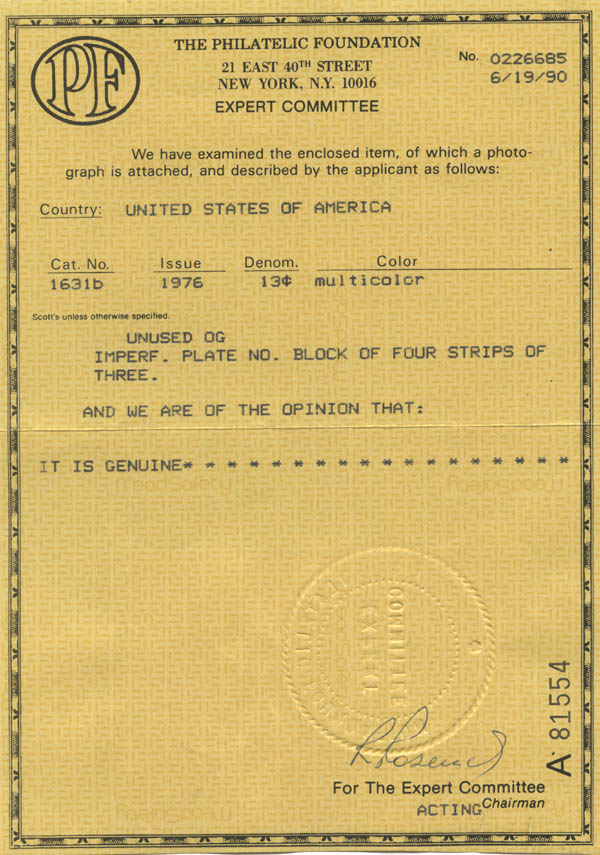 PF
THE PHILATELIC FOUNDATION
21 EAST 40TH STREET
NEW YORK, N.Y. 10016
EXPERT COMMITTEE
No. 0226685
6/19/90
We have examined the enclosed item, of which a photo-
graph is attached, and described by the applicant as follows:
Country: UNITED STATES OF AMERICA
Cat. No. Issue Denom. Color
1631b 1976 13¢ multicolor
Scott's unless otherwise specified.
UNUSED OG
IMPERF. PLATE NO. BLOCK OF FOUR STRIPS OF
THREE.
AND WE ARE OF THE OPINION THAT:
IT IS GENUINE* * * * * * * * * * * * * * * * * *
COMMITTEE
EXPERT
For The Expert Committee
ACTING Chairman
A 81554